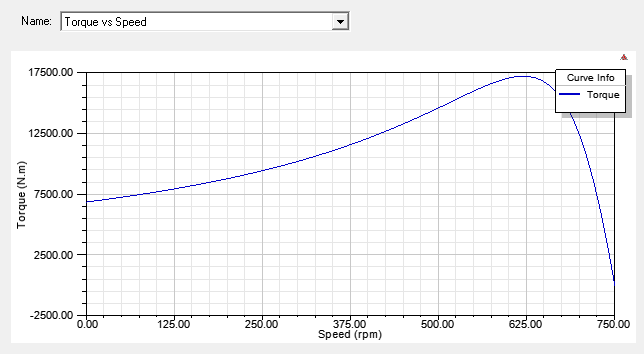 Name: Torque vs Speed
17500.00
Curve Info
Torque
12500.00
7500.00
2500.00
-2500.00
Torque (N.m)
0.00 125.00 250.00 375.00 500.00 625.00 750.00
Speed (rpm)